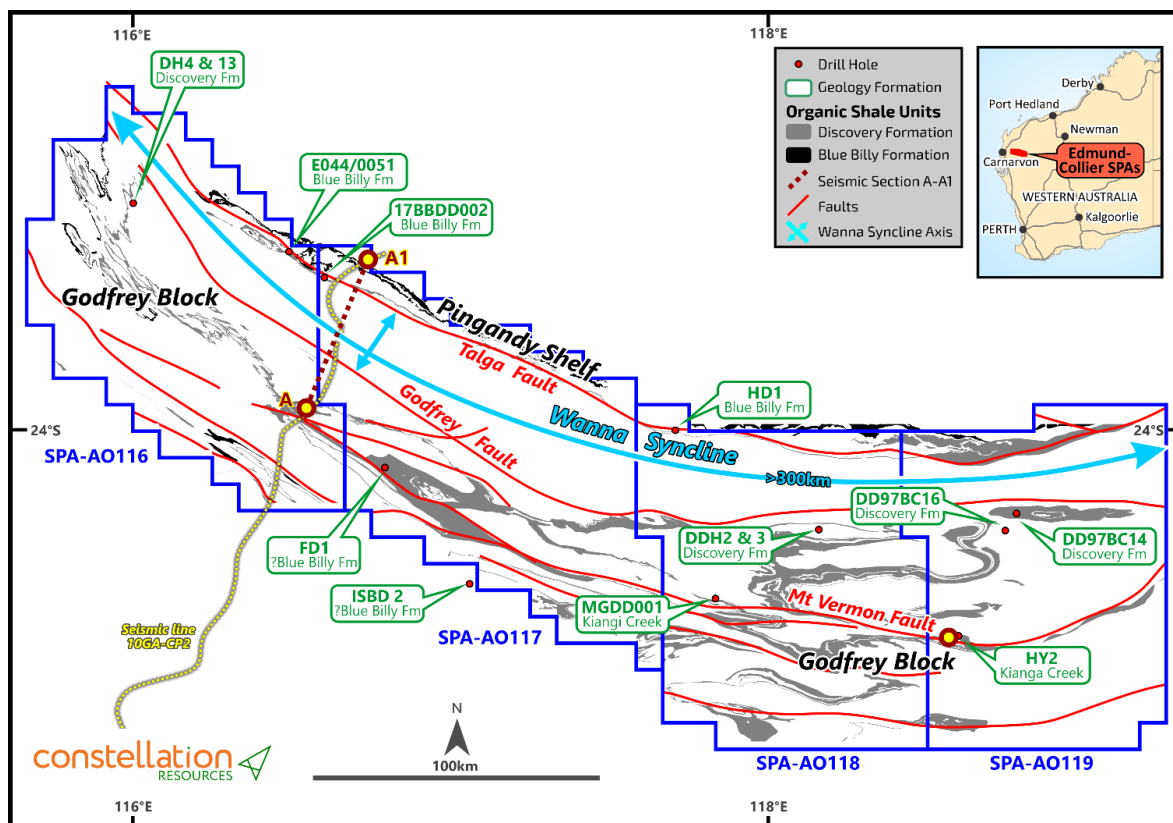 116°E
118°E
DH4 & 13
Discovery Fm
E044/0051
Blue Billy Fm
17BBDD002
Blue Billy Fm
A1
Godfrey Block
Pingandy Shelf
Talga Fault
A
Godfrey Fault
Wanna Syncline
>300km
HD1
Blue Billy Fm
24°S
24°S
SPA-AO116
FD1
?Blue Billy Fm
ISBD 2
?Blue Billy Fm
SPA-AO117
MGDD001
Kiangi Creek
DDH2 & 3
Discovery Fm
DD97BC16
Discovery Fm
DD97BC14
Discovery Fm
Mt Vernon Fault
Godfrey Block
HY2
Kianga Creek
SPA-AO118
SPA-AO119
Seismic line
10GA-CP2
constellation
RESOURCES
N
100km
116°E
118°E
Drill Hole
Geology Formation
Organic Shale Units
Discovery Formation
Blue Billy Formation
Seismic Section A-A1
Faults
Wanna Syncline Axis
Derby
Port Hedland
Newman
Carnarvon
Edmund-
Collier SPAs
WESTERN AUSTRALIA
Kalgoorlie
PERTH